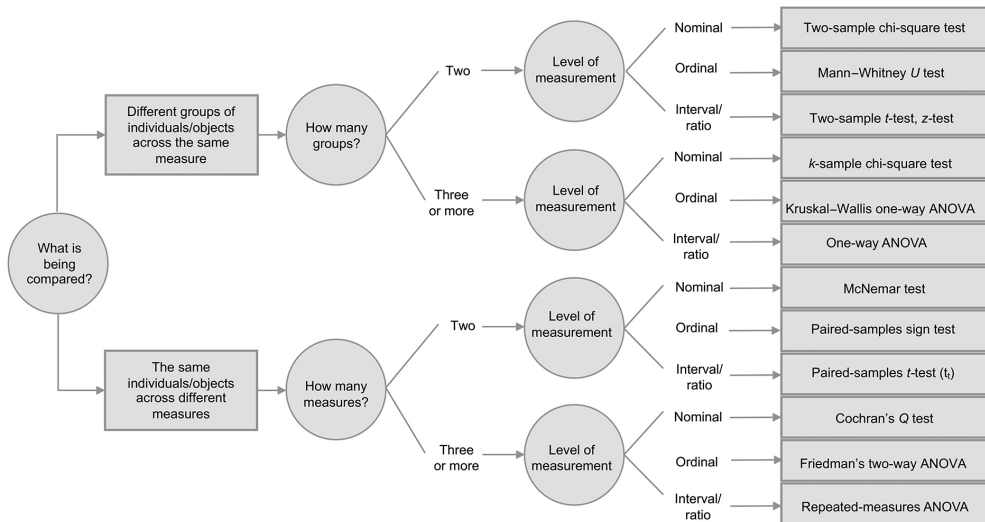 What is
being
compared?
Different groups of
individuals/objects
across the same
measure
How many
groups?
Two
Level of
measurement
Nominal
Two-sample chi-square test
Ordinal
Mann–Whitney U test
Interval/
ratio
Two-sample t-test, z-test
Three
or more
Level of
measurement
Nominal
k-sample chi-square test
Ordinal
Kruskal–Wallis one-way ANOVA
Interval/
ratio
One-way ANOVA
The same
individuals/objects
across different
measures
How many
measures?
Two
Level of
measurement
Nominal
McNemar test
Ordinal
Paired-samples sign test
Interval/
ratio
Paired-samples t-test (tₜ)
Three
or more
Level of
measurement
Nominal
Cochran's Q test
Ordinal
Friedman's two-way ANOVA
Interval/
ratio
Repeated-measures ANOVA